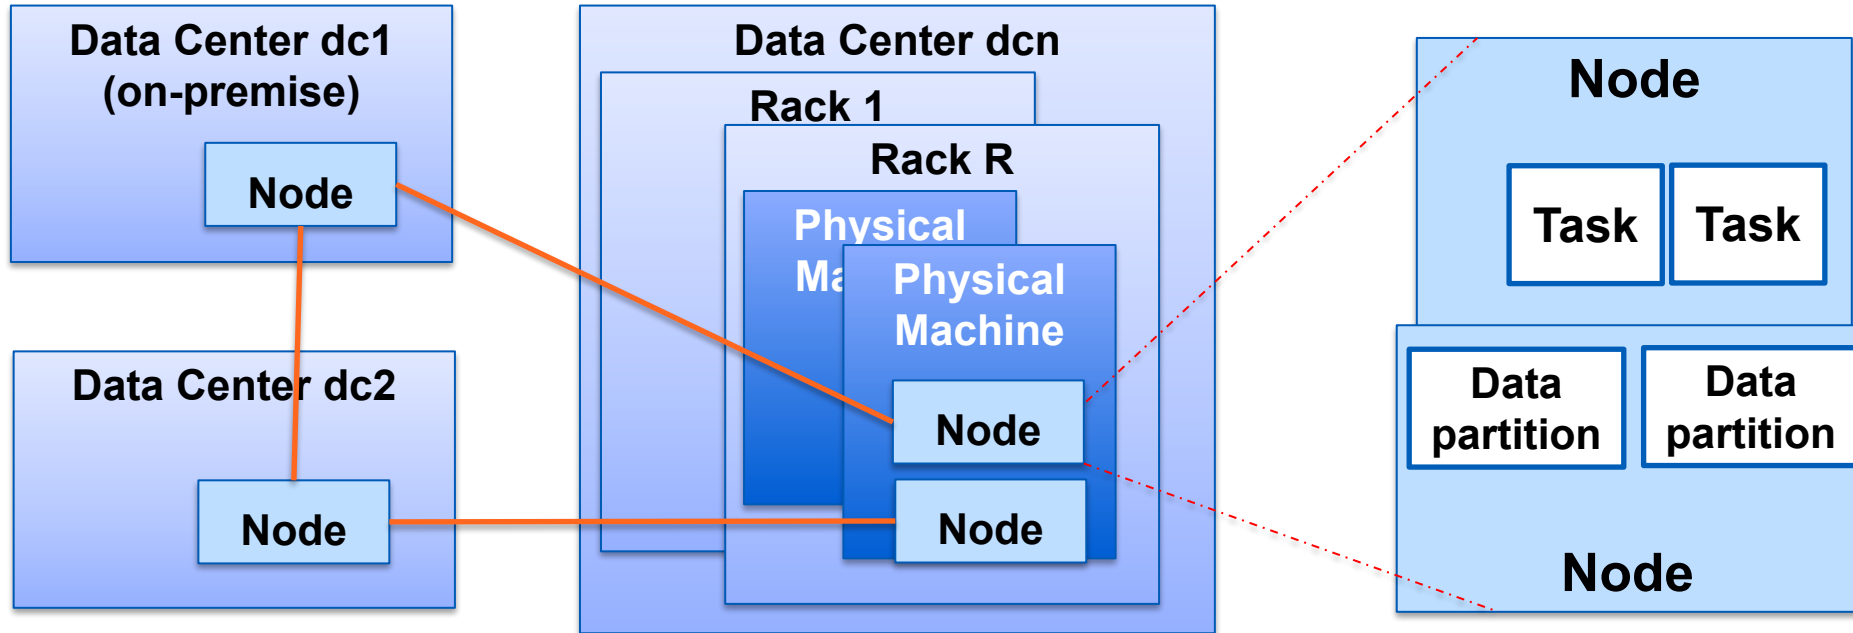 Data Center dc1
(on-premise)
Node
Data Center dc2
Node
Data Center dcn
Rack 1
Rack R
Physical
Ma
Physical
Machine
Node
Node
Node
Task
Task
Data
partition
Data
partition
Node